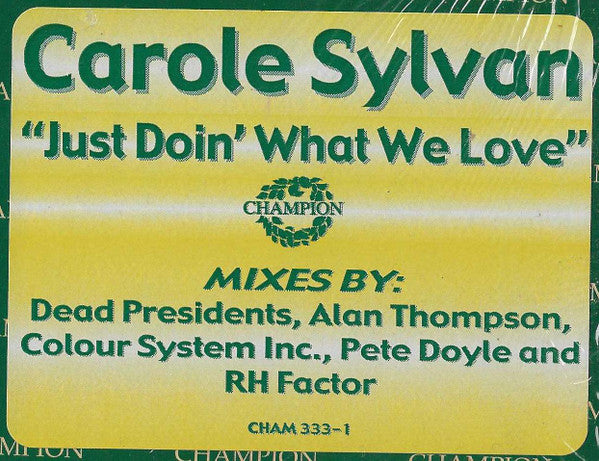 Carole Sylvan
“Just Doin’ What We Love”
CHAMPION
MIXES BY:
Dead Presidents, Alan Thompson,
Colour System Inc., Pete Doyle and
RH Factor
CHAM 333-1
CHAMPION